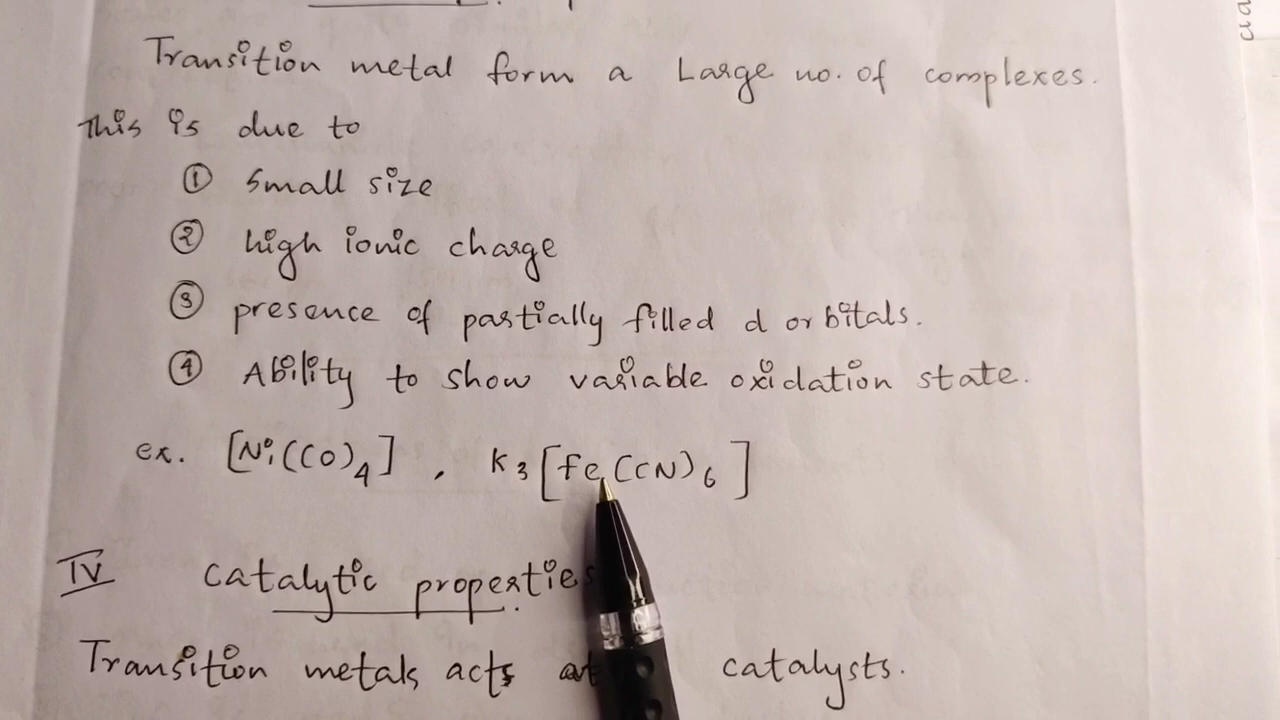 Transition metal form a Large no. of complexes.
This is due to
① Small size
② high ionic charge
③ presence of partially filled d orbitals.
④ Ability to show variable oxidation state.
ex. [Ni(CO)4] , K3[Fe(CN)6]
IV Catalytic properties
Transition metals acts at catalysts.